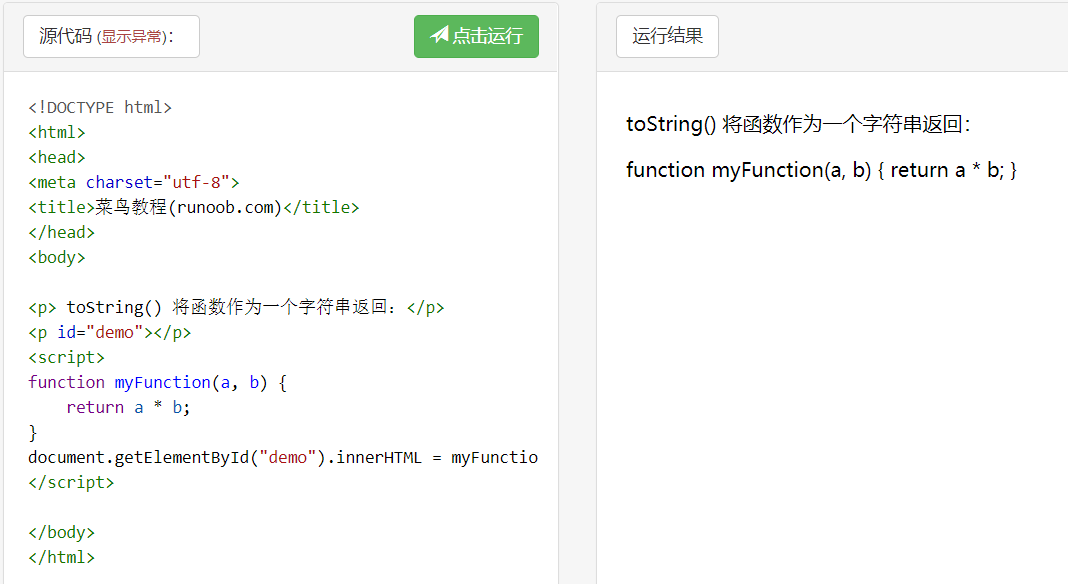 源代码 (显示异常)：
点击运行
<!DOCTYPE html>
<html>
<head>
<meta charset="utf-8">
<title>菜鸟教程(runoob.com)</title>
</head>
<body>
<p> toString() 将函数作为一个字符串返回：</p>
<p id="demo"></p>
<script>
function myFunction(a, b) {
    return a * b;
}
document.getElementById("demo").innerHTML = myFunctio
</script>
</body>
</html>
运行结果
toString() 将函数作为一个字符串返回：
function myFunction(a, b) { return a * b; }